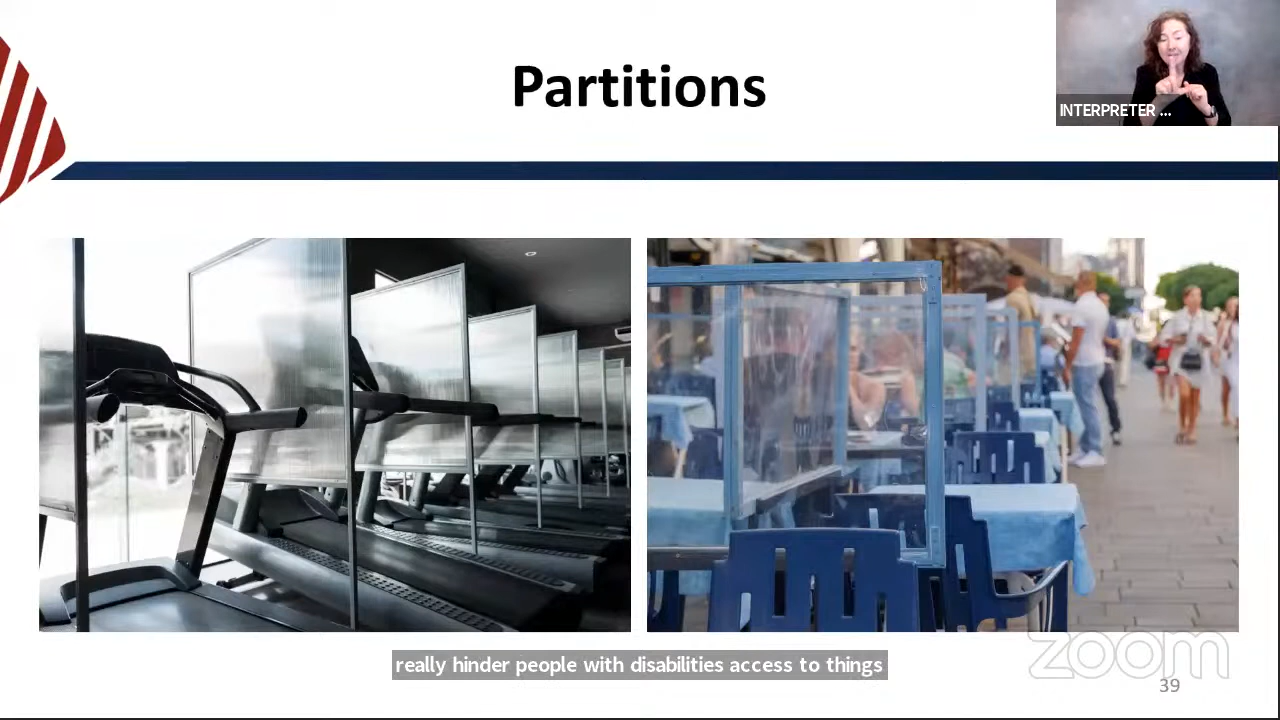 Partitions
INTERPRETER ...
really hinder people with disabilities access to things
zoom
39